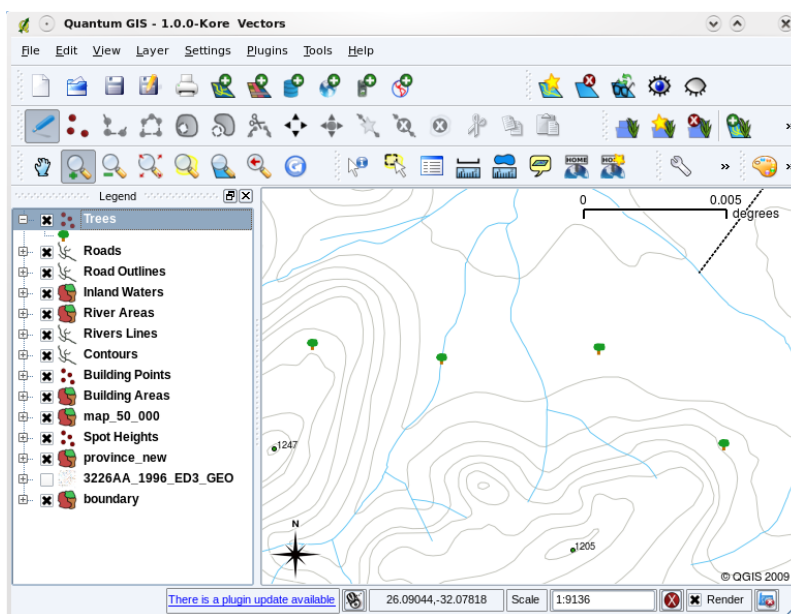 Quantum GIS - 1.0.0-Kore Vectors
File Edit View Layer Settings Plugins Tools Help
HOME HOME
» »
Legend
Trees
Roads
Road Outlines
Inland Waters
River Areas
Rivers Lines
Contours
Building Points
Building Areas
map_50_000
Spot Heights
province_new
3226AA_1996_ED3_GEO
boundary
0 0.005
degrees
1247
1205
N
© QGIS 2009
There is a plugin update available 26.09044,-32.07818 Scale 1:9136 Render